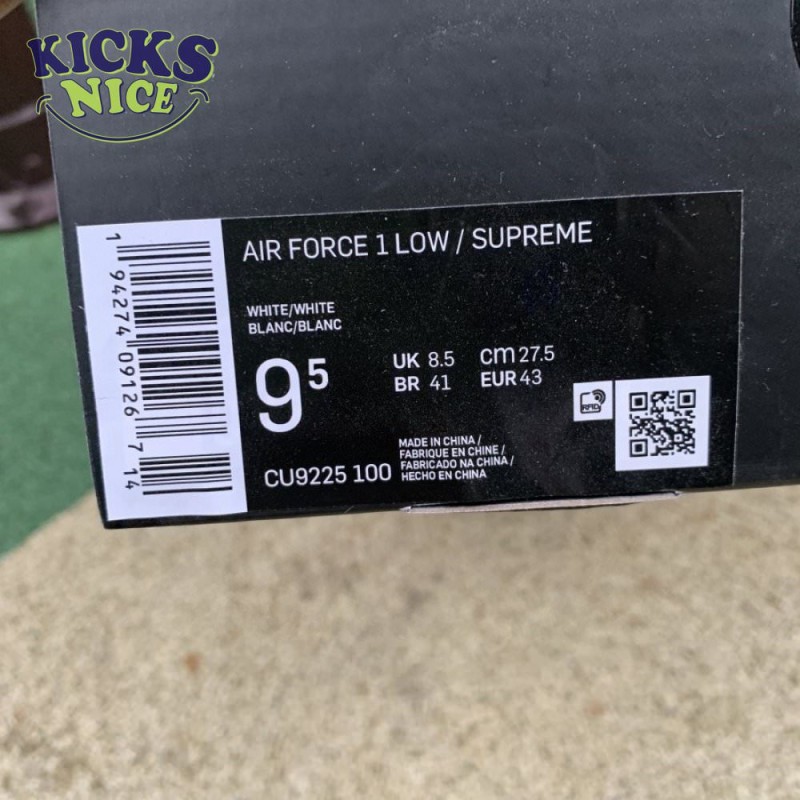 KICKS
NICE
AIR FORCE 1 LOW / SUPREME
WHITE/WHITE
BLANC/BLANC
9⁵
UK 8.5 cm 27.5
BR 41 EUR 43
RFID
CU9225 100
MADE IN CHINA /
FABRIQUE EN CHINE /
FABRICADO NA CHINA /
HECHO EN CHINA
1 94274 09126 7 14